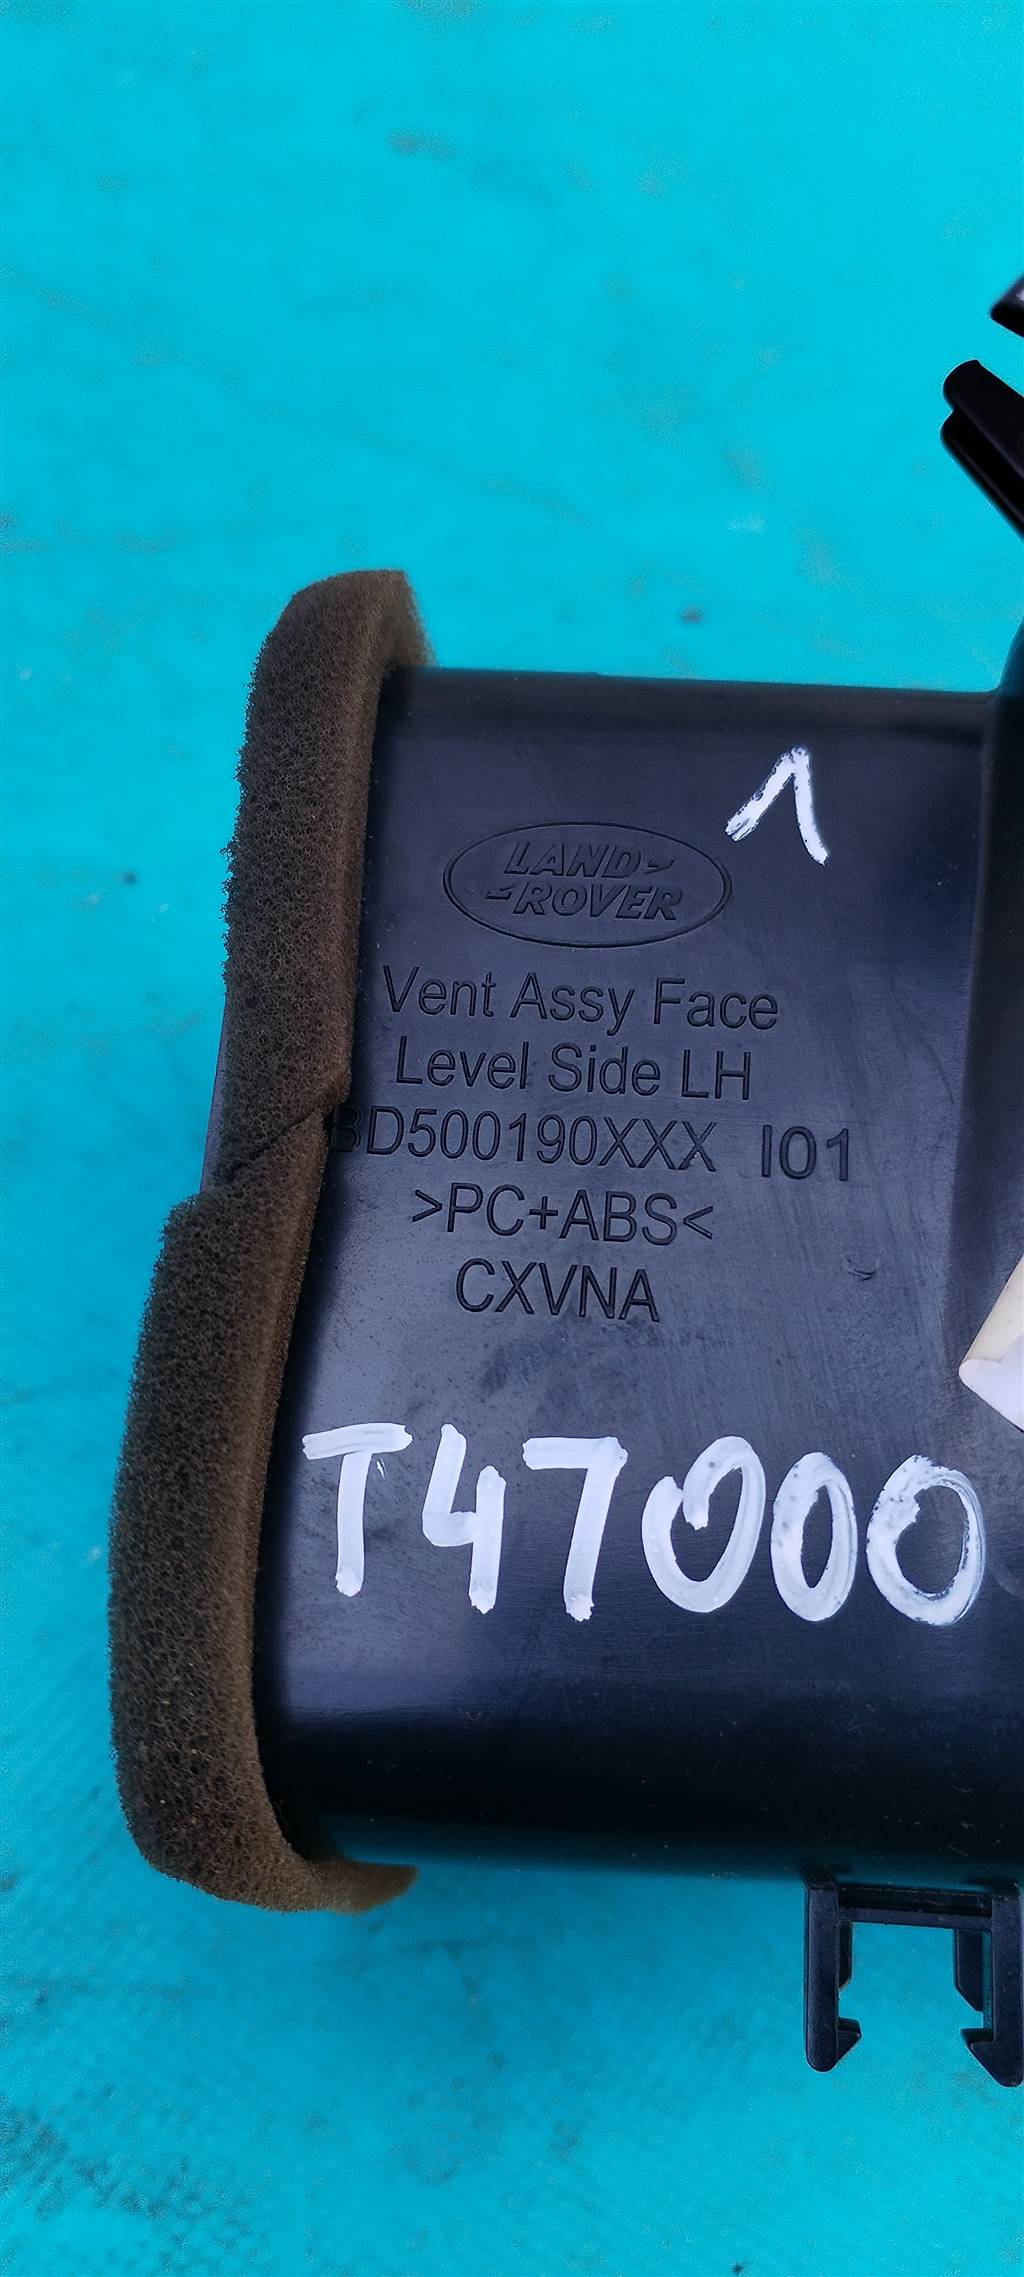 1
LAND
ROVER
Vent Assy Face
Level Side LH
BD500190XXX I01
>PC+ABS<
CXVNA
T47000